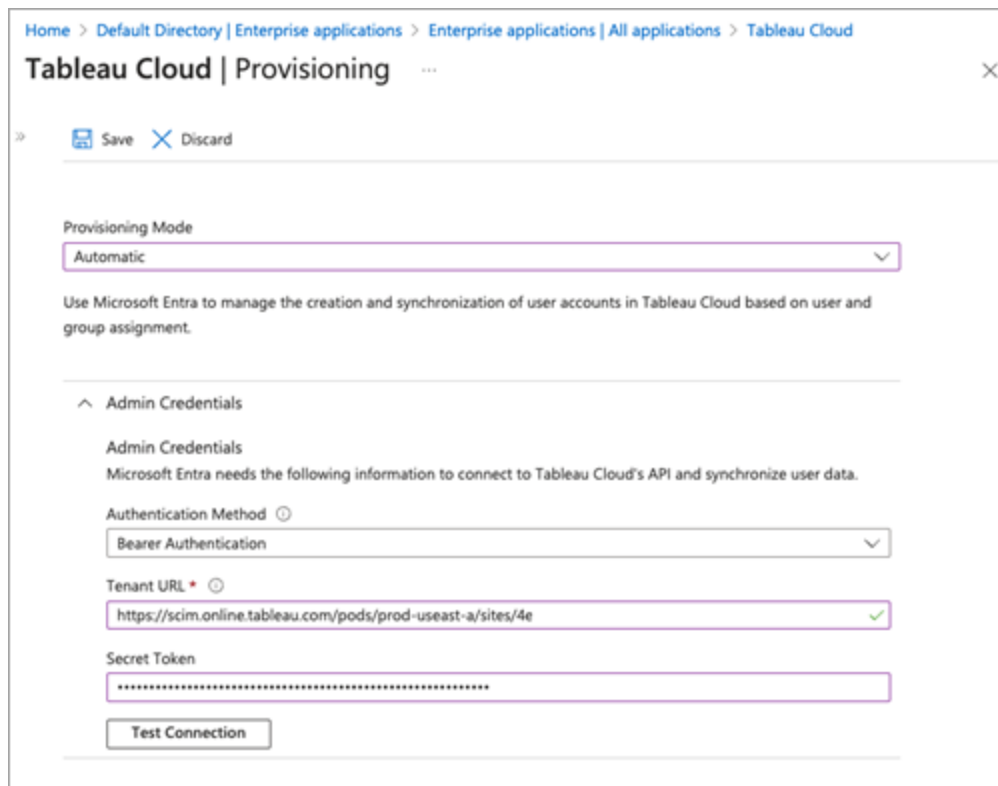 Home > Default Directory | Enterprise applications > Enterprise applications | All applications > Tableau Cloud
Tableau Cloud | Provisioning ...
Save Discard
Provisioning Mode
Automatic
Use Microsoft Entra to manage the creation and synchronization of user accounts in Tableau Cloud based on user and
group assignment.
Admin Credentials
Admin Credentials
Microsoft Entra needs the following information to connect to Tableau Cloud's API and synchronize user data.
Authentication Method
Bearer Authentication
Tenant URL *
https://scim.online.tableau.com/pods/prod-useast-a/sites/4e
Secret Token
••••••••••••••••••••••••••••••••••••••••••••••••••••••••••••
Test Connection